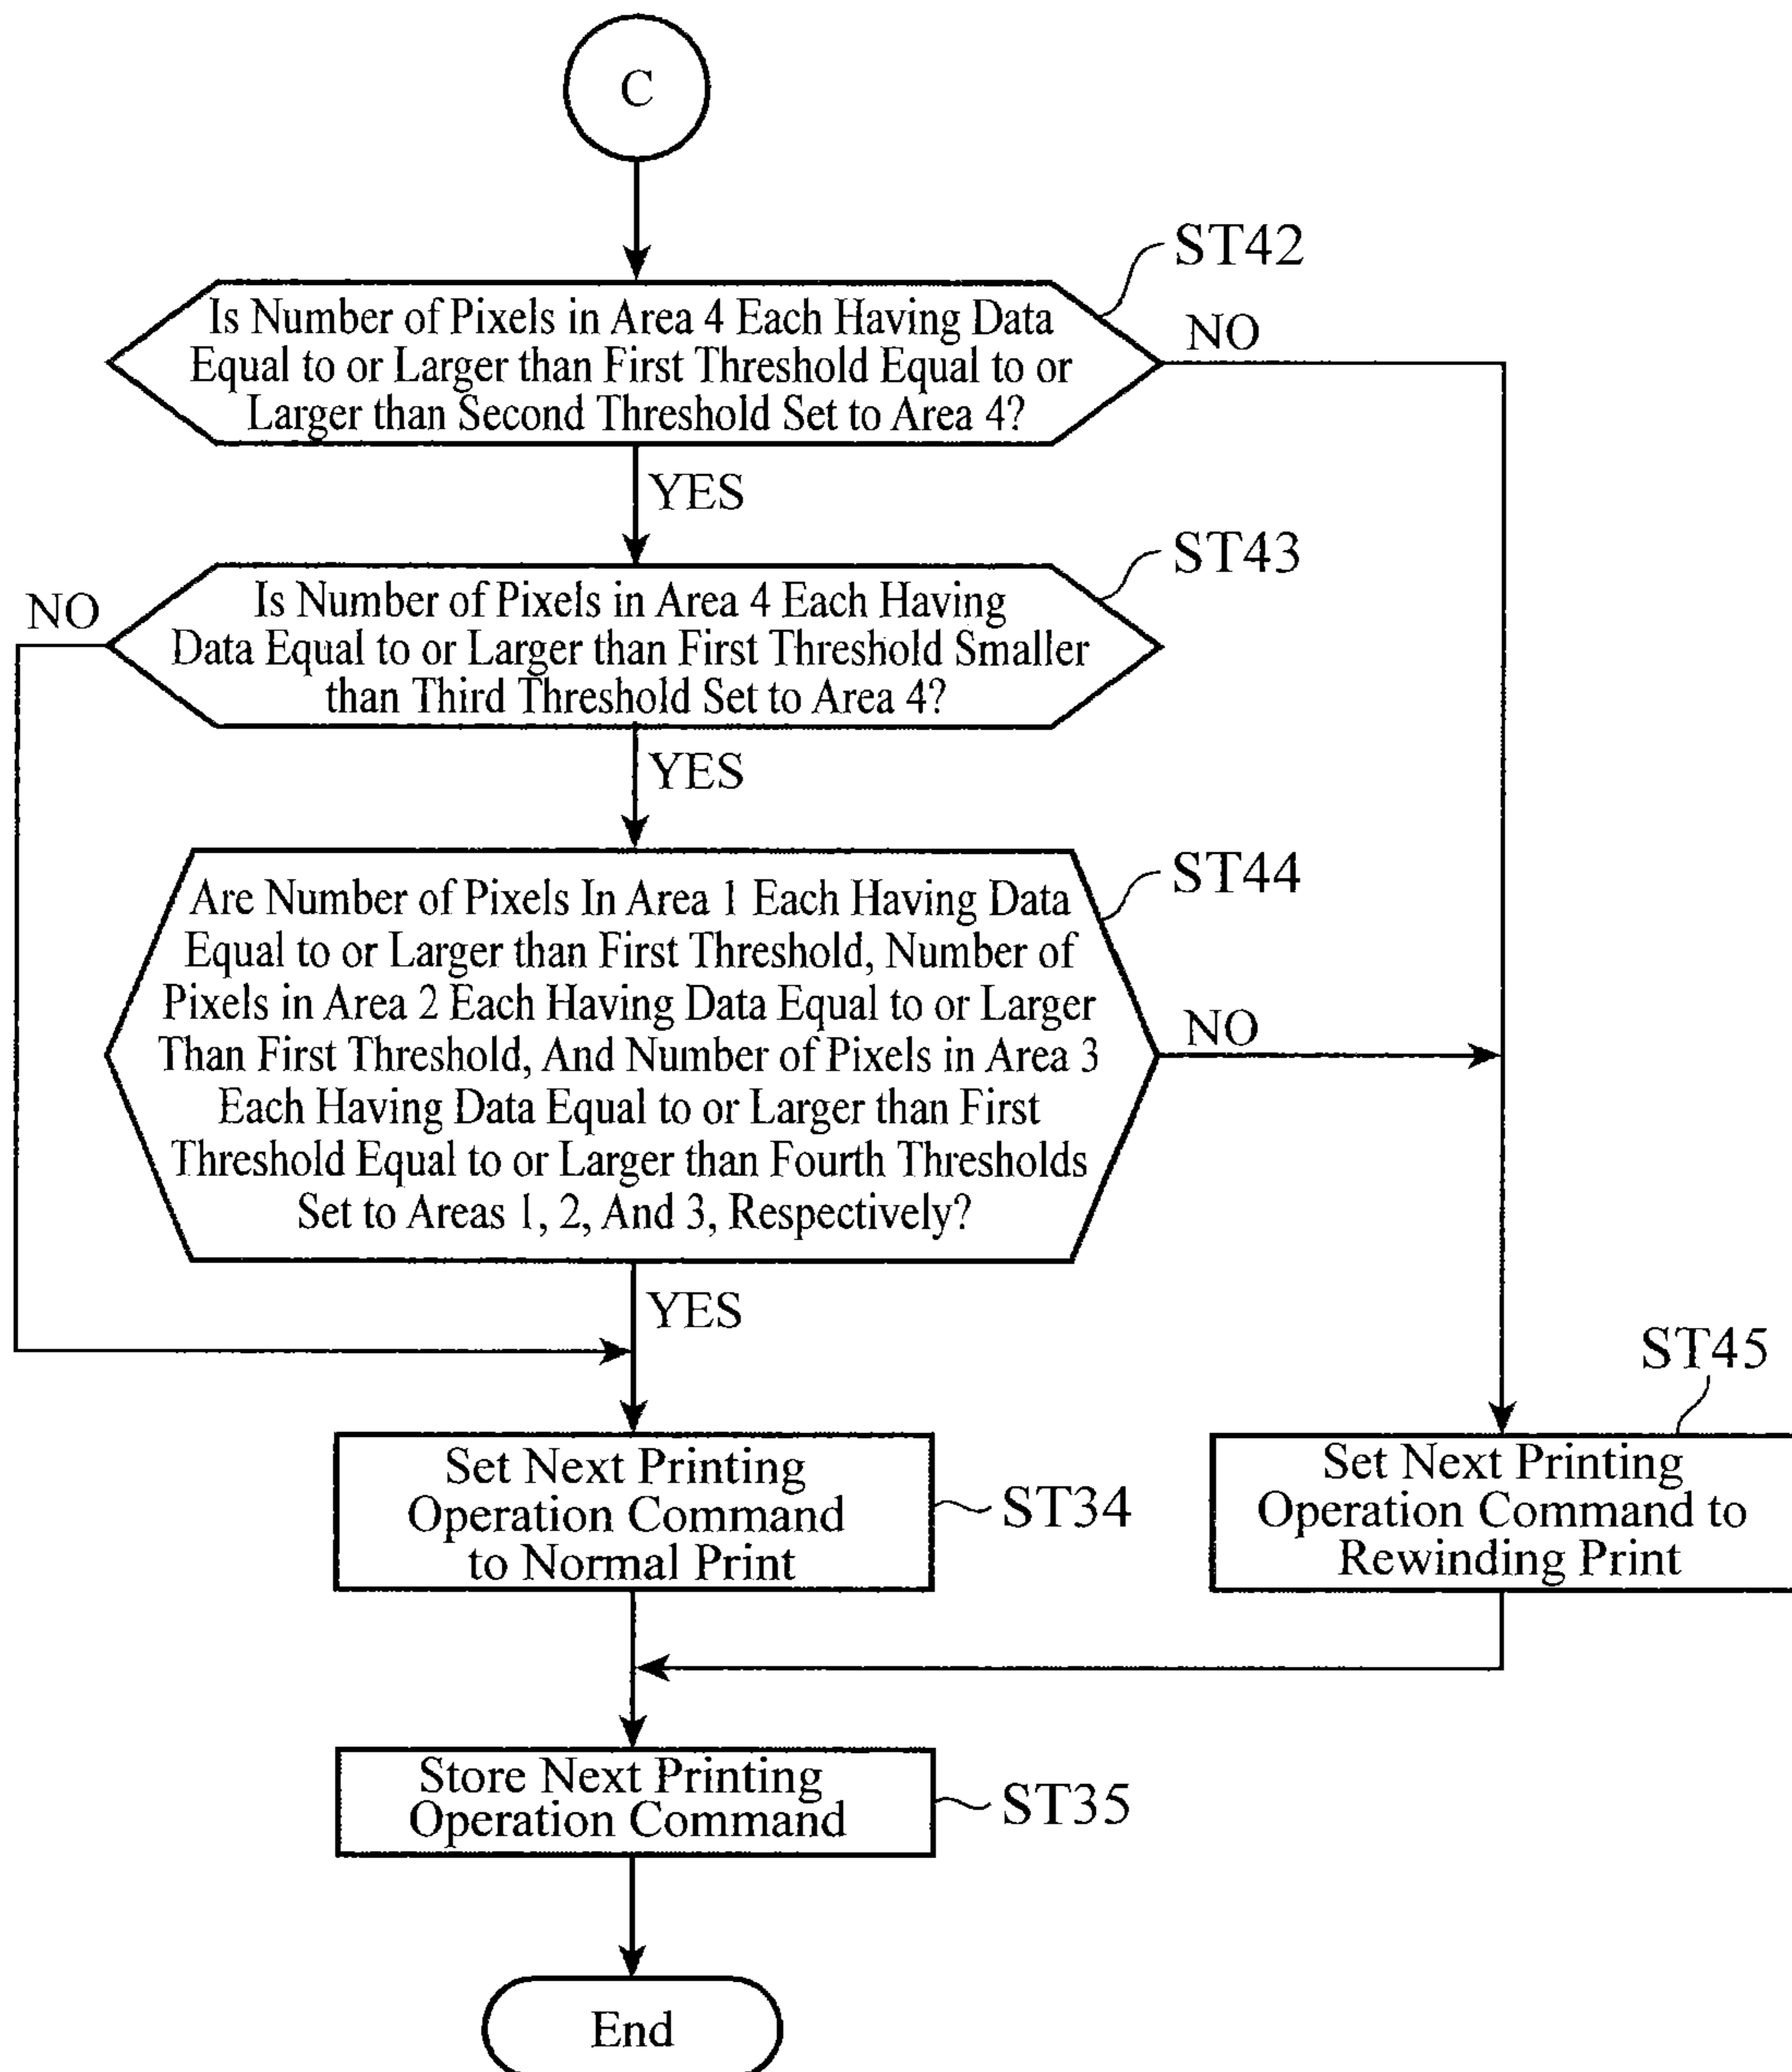 C
ST42
Is Number of Pixels in Area 4 Each Having Data
Equal to or Larger than First Threshold Equal to or
Larger than Second Threshold Set to Area 4?
NO
YES
ST43
NO
Is Number of Pixels in Area 4 Each Having
Data Equal to or Larger than First Threshold Smaller
than Third Threshold Set to Area 4?
YES
ST44
Are Number of Pixels In Area 1 Each Having Data
Equal to or Larger than First Threshold, Number of
Pixels in Area 2 Each Having Data Equal to or Larger
Than First Threshold, And Number of Pixels in Area 3
Each Having Data Equal to or Larger than First
Threshold Equal to or Larger than Fourth Thresholds
Set to Areas 1, 2, And 3, Respectively?
NO
YES
ST45
Set Next Printing
Operation Command
to Normal Print
ST34
Set Next Printing
Operation Command to
Rewinding Print
Store Next Printing
Operation Command
ST35
End